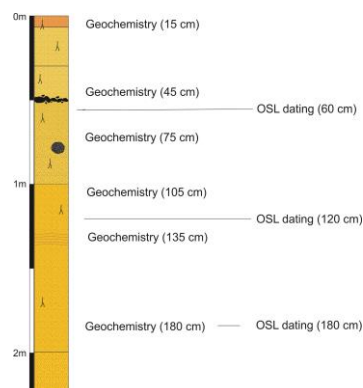 0m
Geochemistry (15 cm)
Geochemistry (45 cm)
OSL dating (60 cm)
Geochemistry (75 cm)
1m
Geochemistry (105 cm)
OSL dating (120 cm)
Geochemistry (135 cm)
Geochemistry (180 cm) OSL dating (180 cm)
2m